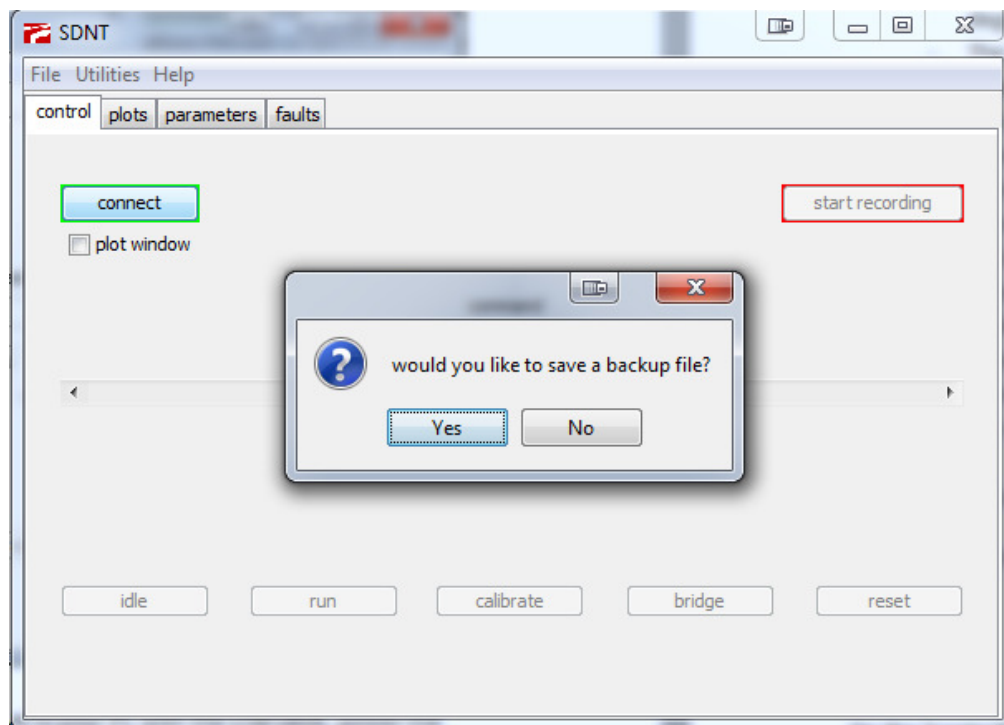 SDNT
File Utilities Help
control plots parameters faults
connect start recording
plot window
would you like to save a backup file?
Yes No
idle run calibrate bridge reset